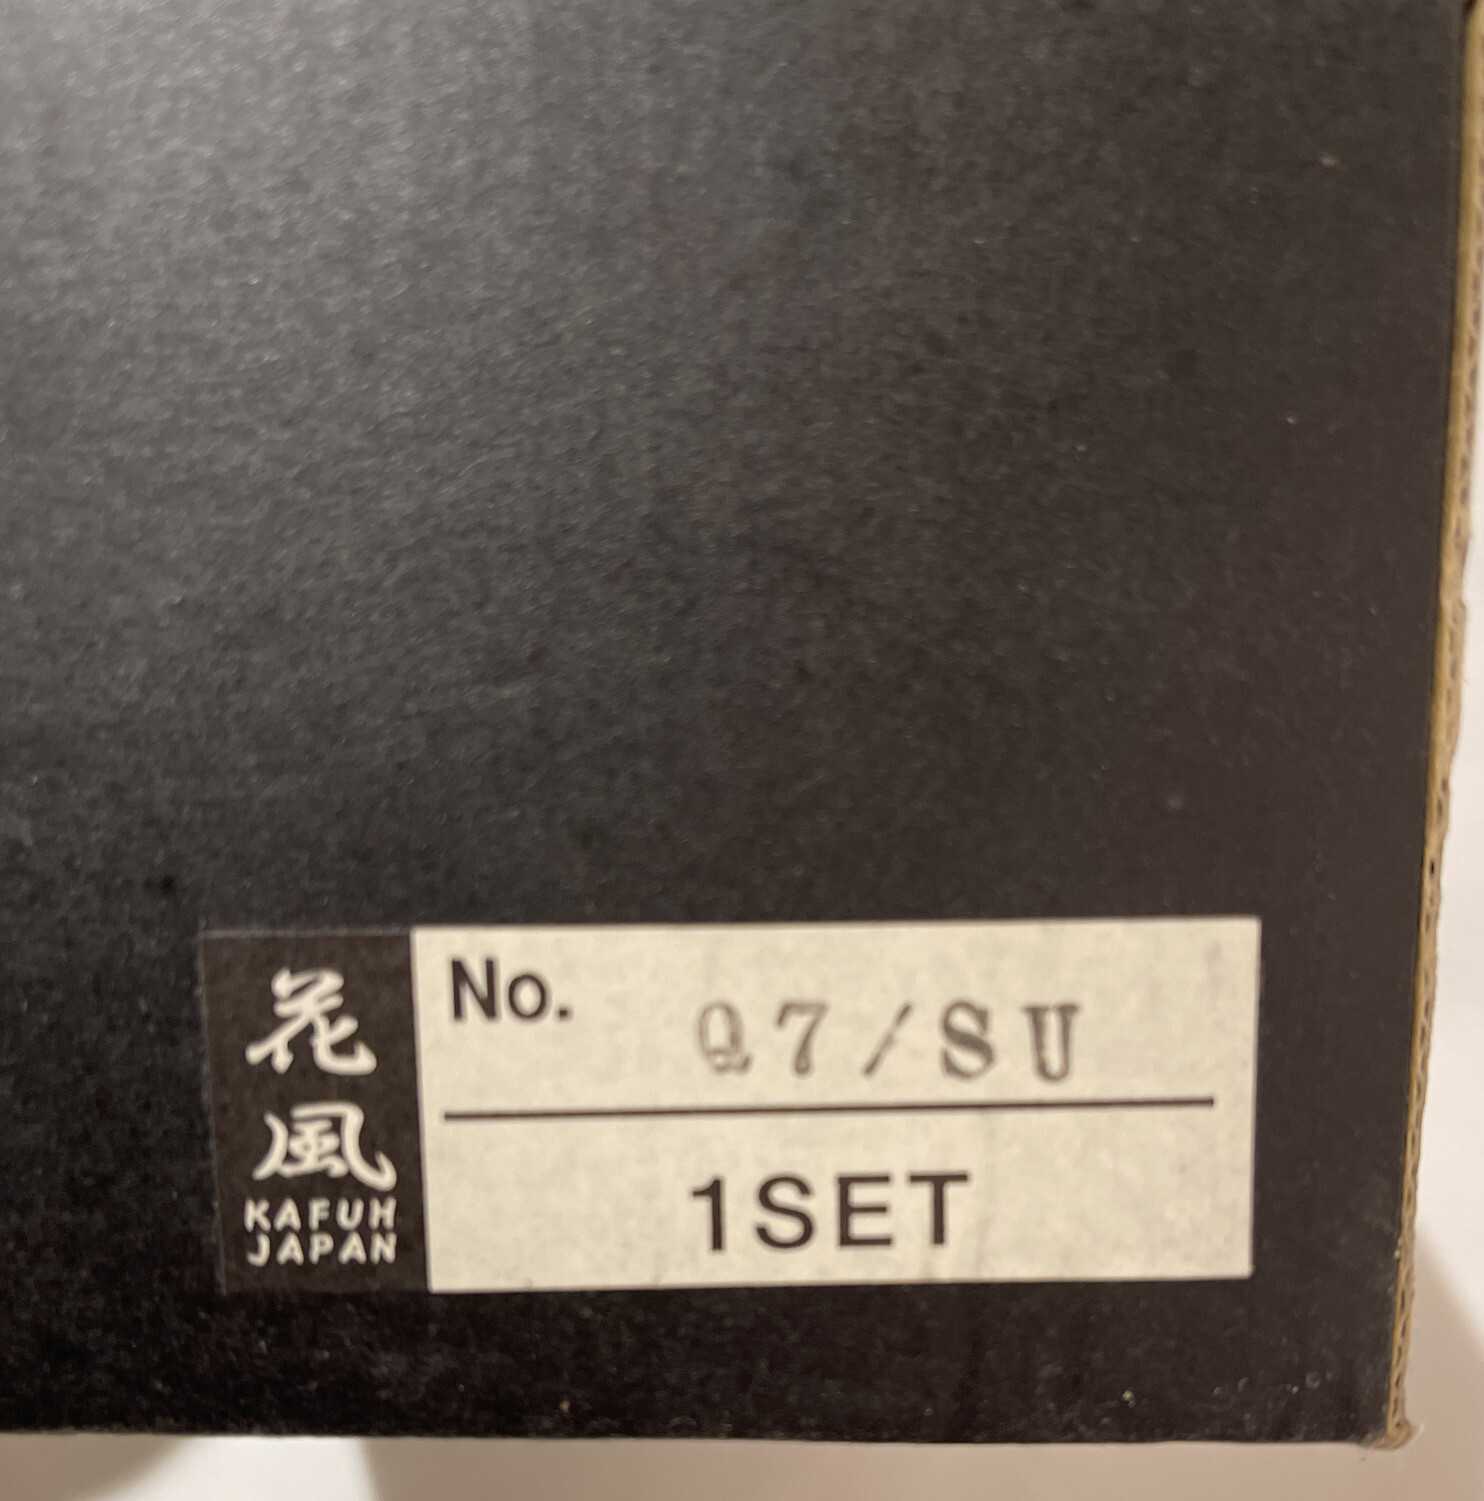 花
風
KAFUH
JAPAN
No. Q7/SU
1SET